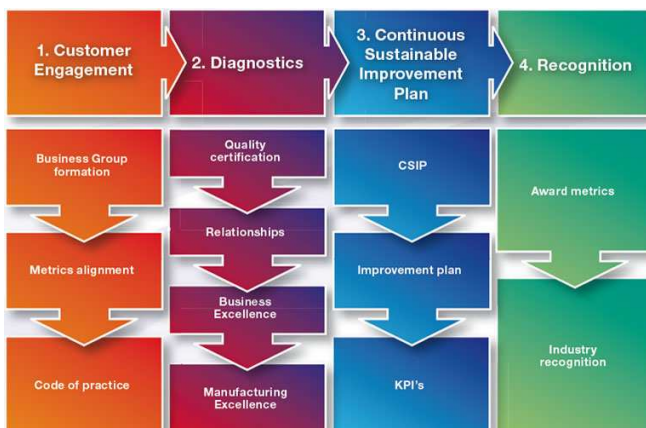 1. Customer
Engagement
2. Diagnostics
3. Continuous
Sustainable
Improvement
Plan
4. Recognition
Business Group
formation
Metrics alignment
Code of practice
Quality
certification
Relationships
Business
Excellence
Manufacturing
Excellence
CSIP
Improvement plan
KPI's
Award metrics
Industry
recognition